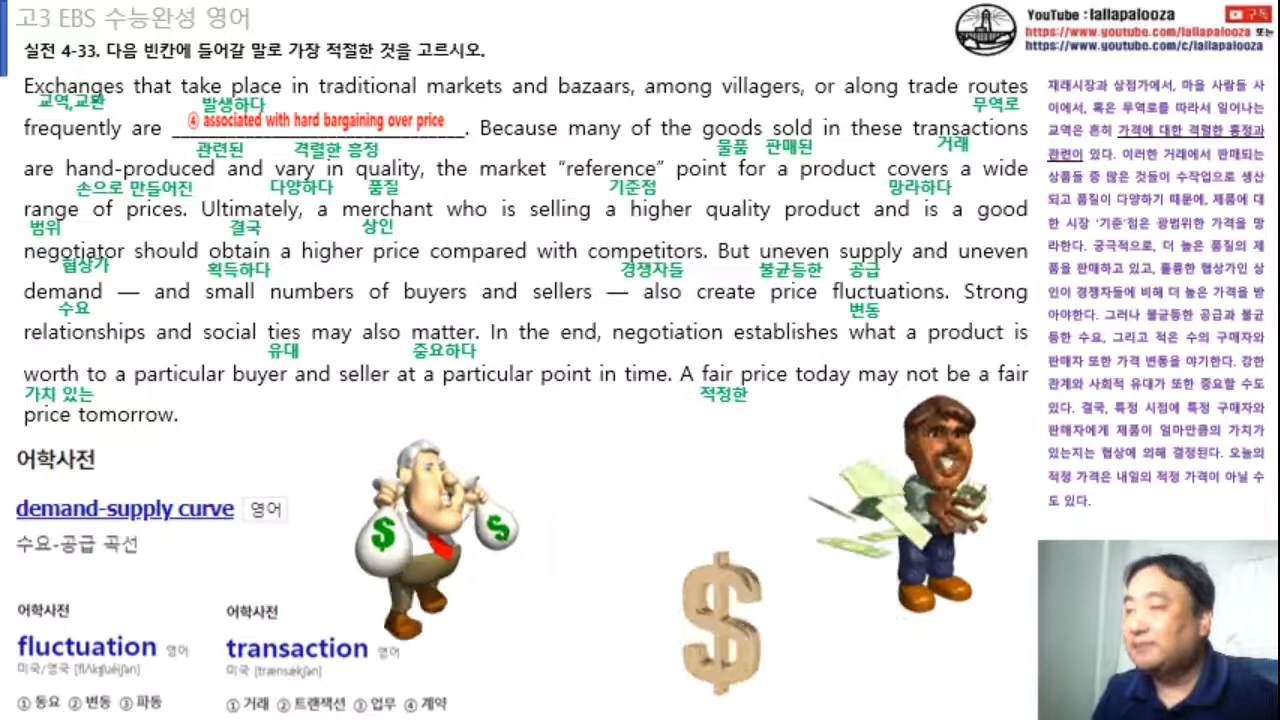 고3 EBS 수능완성 영어
YouTube : lallapalooza
구독
https://www.youtube.com/lallapalooza 또는
https://www.youtube.com/c/lallapalooza
실전 4-33. 다음 빈칸에 들어갈 말로 가장 적절한 것을 고르시오.
Exchanges that take place in traditional markets and bazaars, among villagers, or along trade routes
교역,교환 발생하다 무역로
frequently are ④ associated with hard bargaining over price. Because many of the goods sold in these transactions
관련된 격렬한 흥정 물품 판매된 거래
are hand-produced and vary in quality, the market “reference” point for a product covers a wide
손으로 만들어진 다양하다 품질 기준점 망라하다
range of prices. Ultimately, a merchant who is selling a higher quality product and is a good
범위 결국 상인
negotiator should obtain a higher price compared with competitors. But uneven supply and uneven
협상가 획득하다 경쟁자들 불균등한 공급
demand — and small numbers of buyers and sellers — also create price fluctuations. Strong
수요 변동
relationships and social ties may also matter. In the end, negotiation establishes what a product is
유대 중요하다
worth to a particular buyer and seller at a particular point in time. A fair price today may not be a fair
가치 있는 적정한
price tomorrow.
재래시장과 상점가에서, 마을 사람들 사
이에서, 혹은 무역로를 따라서 일어나는
교역은 흔히 가격에 대한 격렬한 흥정과
관련이 있다. 이러한 거래에서 판매되는
상품들 중 많은 것들이 수작업으로 생산
되고 품질이 다양하기 때문에, 제품에 대
한 시장 ‘기준’점은 광범위한 가격을 망
라한다. 궁극적으로, 더 높은 품질의 제
품을 판매하고 있고, 훌륭한 협상가인 상
인이 경쟁자들에 비해 더 높은 가격을 받
아야한다. 그러나 불균등한 공급과 불균
등한 수요, 그리고 적은 수의 구매자와
판매자 또한 가격 변동을 야기한다. 강한
관계와 사회적 유대가 또한 중요할 수도
있다. 결국, 특정 시점에 특정 구매자와
판매자에게 제품이 얼마만큼의 가치가
있는지는 협상에 의해 결정된다. 오늘의
적정 가격은 내일의 적정 가격이 아닐 수
도 있다.
어학사전
demand-supply curve 영어
수요-공급 곡선
$ $
$
어학사전
fluctuation 영어
미국/영국 [flʌktʃuéiʃən]
① 동요 ② 변동 ③ 파동
어학사전
transaction 영어
미국 [trænsækʃən]
① 거래 ② 트랜잭션 ③ 업무 ④ 계약